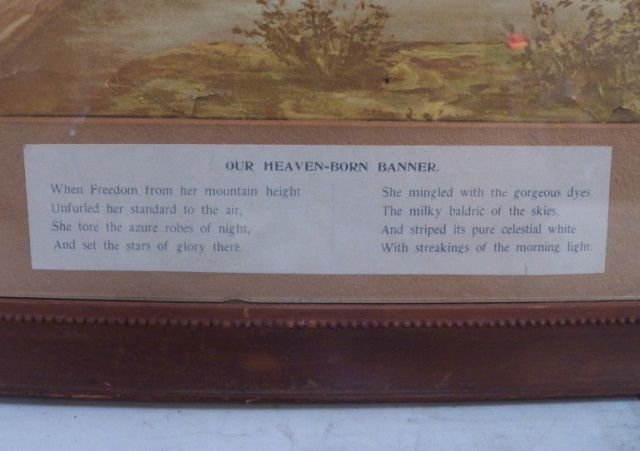 OUR HEAVEN-BORN BANNER.
When Freedom from her mountain height
Unfurled her standard to the air,
She tore the azure robes of night,
And set the stars of glory there.
She mingled with the gorgeous dyes
The milky baldric of the skies,
And striped its pure celestial white
With streakings of the morning light.